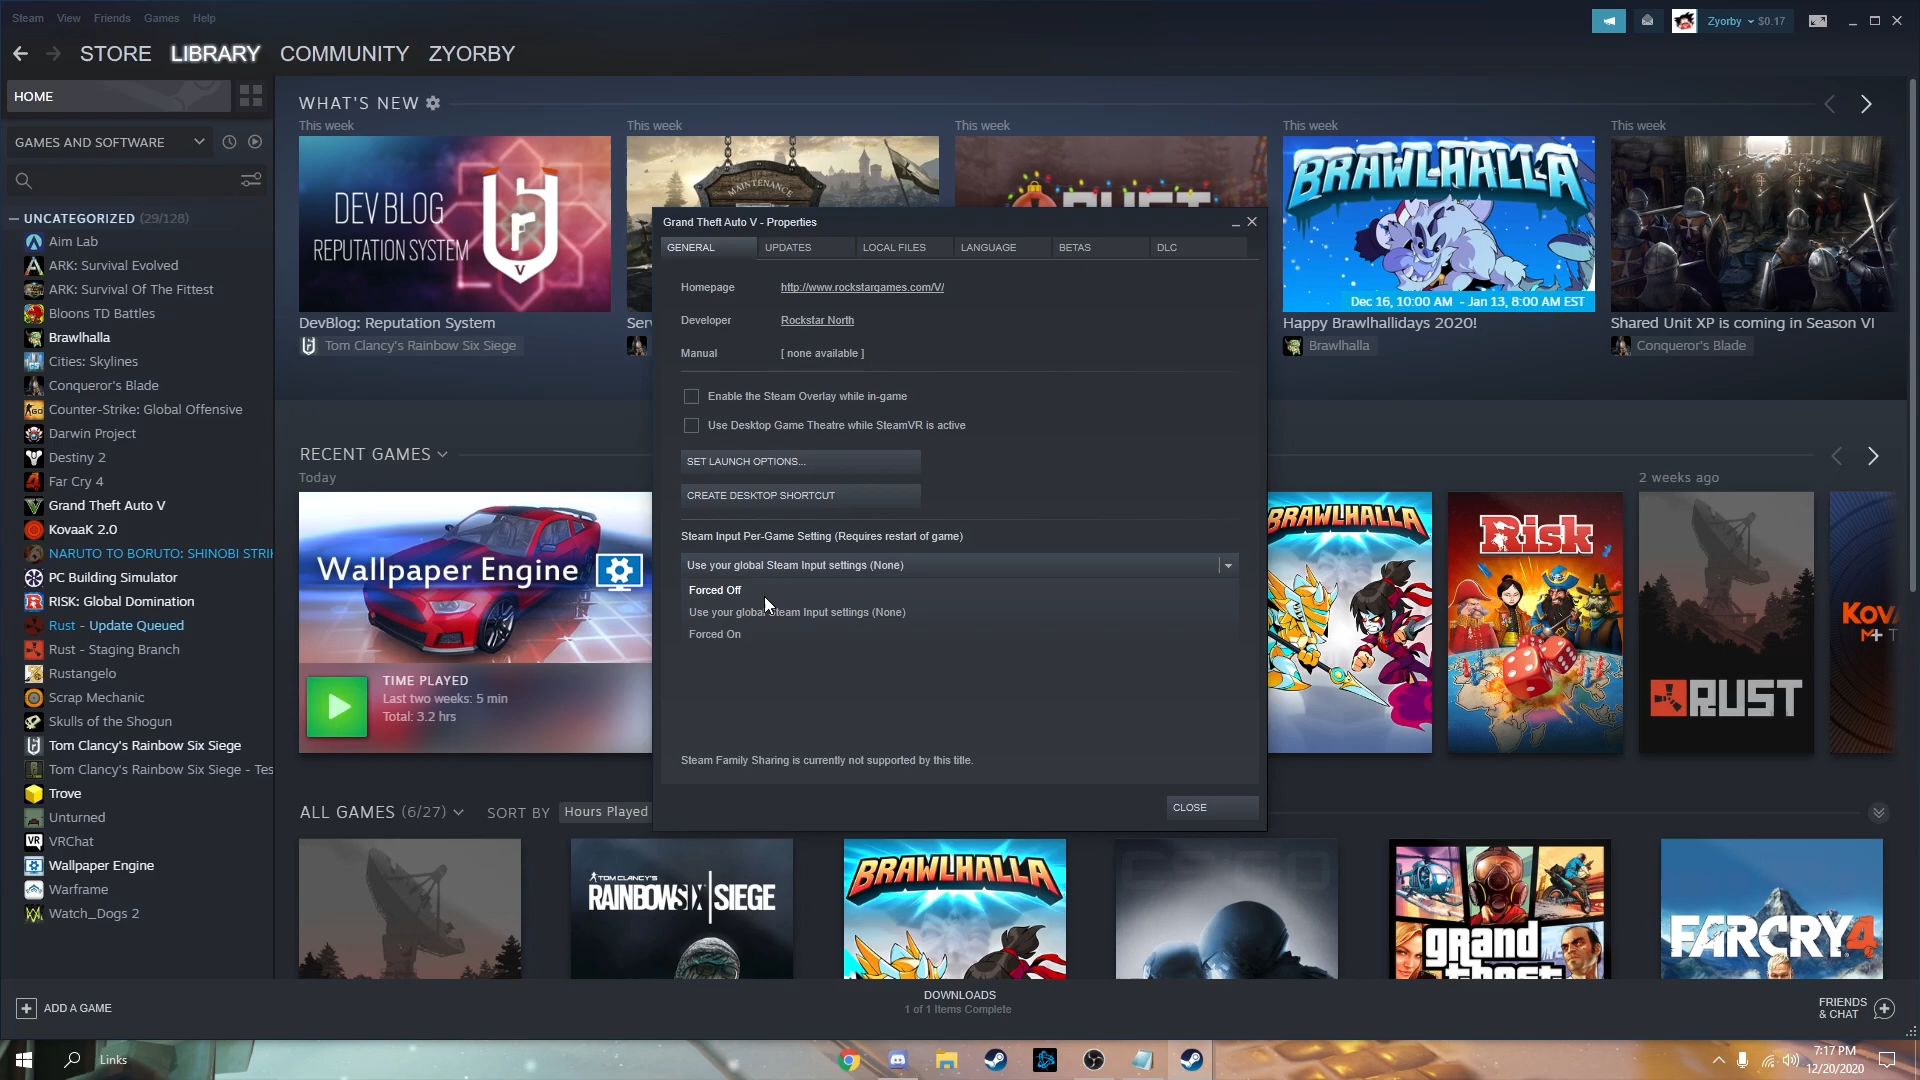 Steam View Friends Games Help
Zyorby $0.17
STORE LIBRARY COMMUNITY ZYORBY
HOME
GAMES AND SOFTWARE
UNCATEGORIZED (29/128)
Aim Lab
ARK: Survival Evolved
ARK: Survival Of The Fittest
Bloons TD Battles
Brawlhalla
Cities: Skylines
Conqueror's Blade
Counter-Strike: Global Offensive
Darwin Project
Destiny 2
Far Cry 4
Grand Theft Auto V
KovaaK 2.0
NARUTO TO BORUTO: SHINOBI STRIK
PC Building Simulator
RISK: Global Domination
Rust - Update Queued
Rust - Staging Branch
Rustangelo
Scrap Mechanic
Skulls of the Shogun
Tom Clancy's Rainbow Six Siege
Tom Clancy's Rainbow Six Siege - Tes
Trove
Unturned
VRChat
Wallpaper Engine
Warframe
Watch_Dogs 2
ADD A GAME
WHAT'S NEW
This week
This week
This week
This week
This week
DEV BLOG
REPUTATION SYSTEM
DevBlog: Reputation System
Tom Clancy's Rainbow Six Siege
MAINTENANCE
Ser
BRAWLHALLA
Dec 16, 10:00 AM - Jan 13, 8:00 AM EST
Happy Brawlhallidays 2020!
Brawlhalla
Shared Unit XP is coming in Season VI
Conqueror's Blade
Grand Theft Auto V - Properties
GENERAL UPDATES LOCAL FILES LANGUAGE BETAS DLC
Homepage http://www.rockstargames.com/V/
Developer Rockstar North
Manual [ none available ]
Enable the Steam Overlay while in-game
Use Desktop Game Theatre while SteamVR is active
SET LAUNCH OPTIONS...
CREATE DESKTOP SHORTCUT
Steam Input Per-Game Setting (Requires restart of game)
Use your global Steam Input settings (None)
Forced Off
Use your global Steam Input settings (None)
Forced On
Steam Family Sharing is currently not supported by this title.
CLOSE
RECENT GAMES
Today
Wallpaper Engine
TIME PLAYED
Last two weeks: 5 min
Total: 3.2 hrs
BRAWLHALLA
Risk
2 weeks ago
RUST
ALL GAMES (6/27) SORT BY Hours Played
TOM CLANCY'S
RAINBOW SIX SIEGE
BRAWLHALLA
grand
FARCRY 4
DOWNLOADS
1 of 1 Items Complete
FRIENDS
& CHAT
Links
7:17 PM
12/20/2020